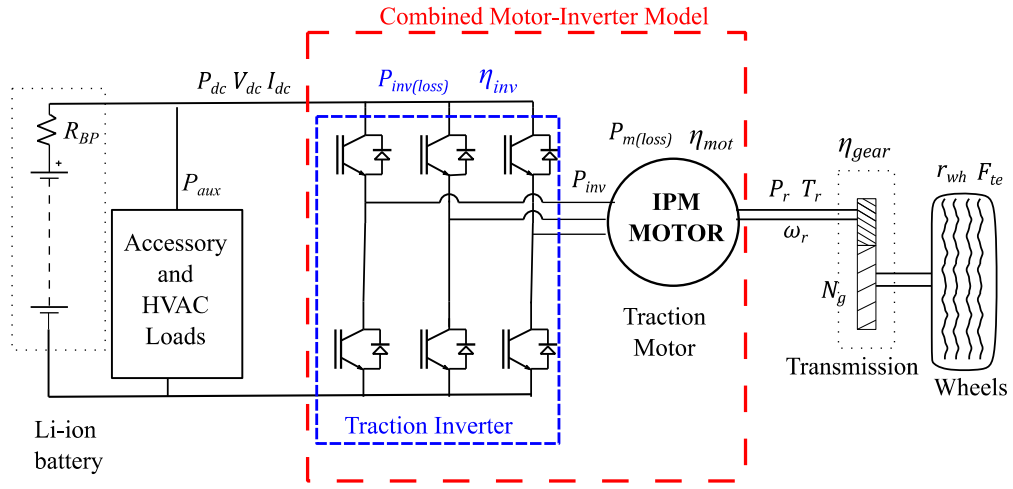 Combined Motor-Inverter Model
P_dc V_dc I_dc
P_inv(loss) η_inv
R_BP
+
P_aux
Accessory
and
HVAC
Loads
Li-ion
battery
Traction Inverter
P_inv
P_m(loss) η_mot
IPM
MOTOR
Traction
Motor
P_r T_r
ω_r
η_gear
N_g
Transmission
r_wh F_te
Wheels